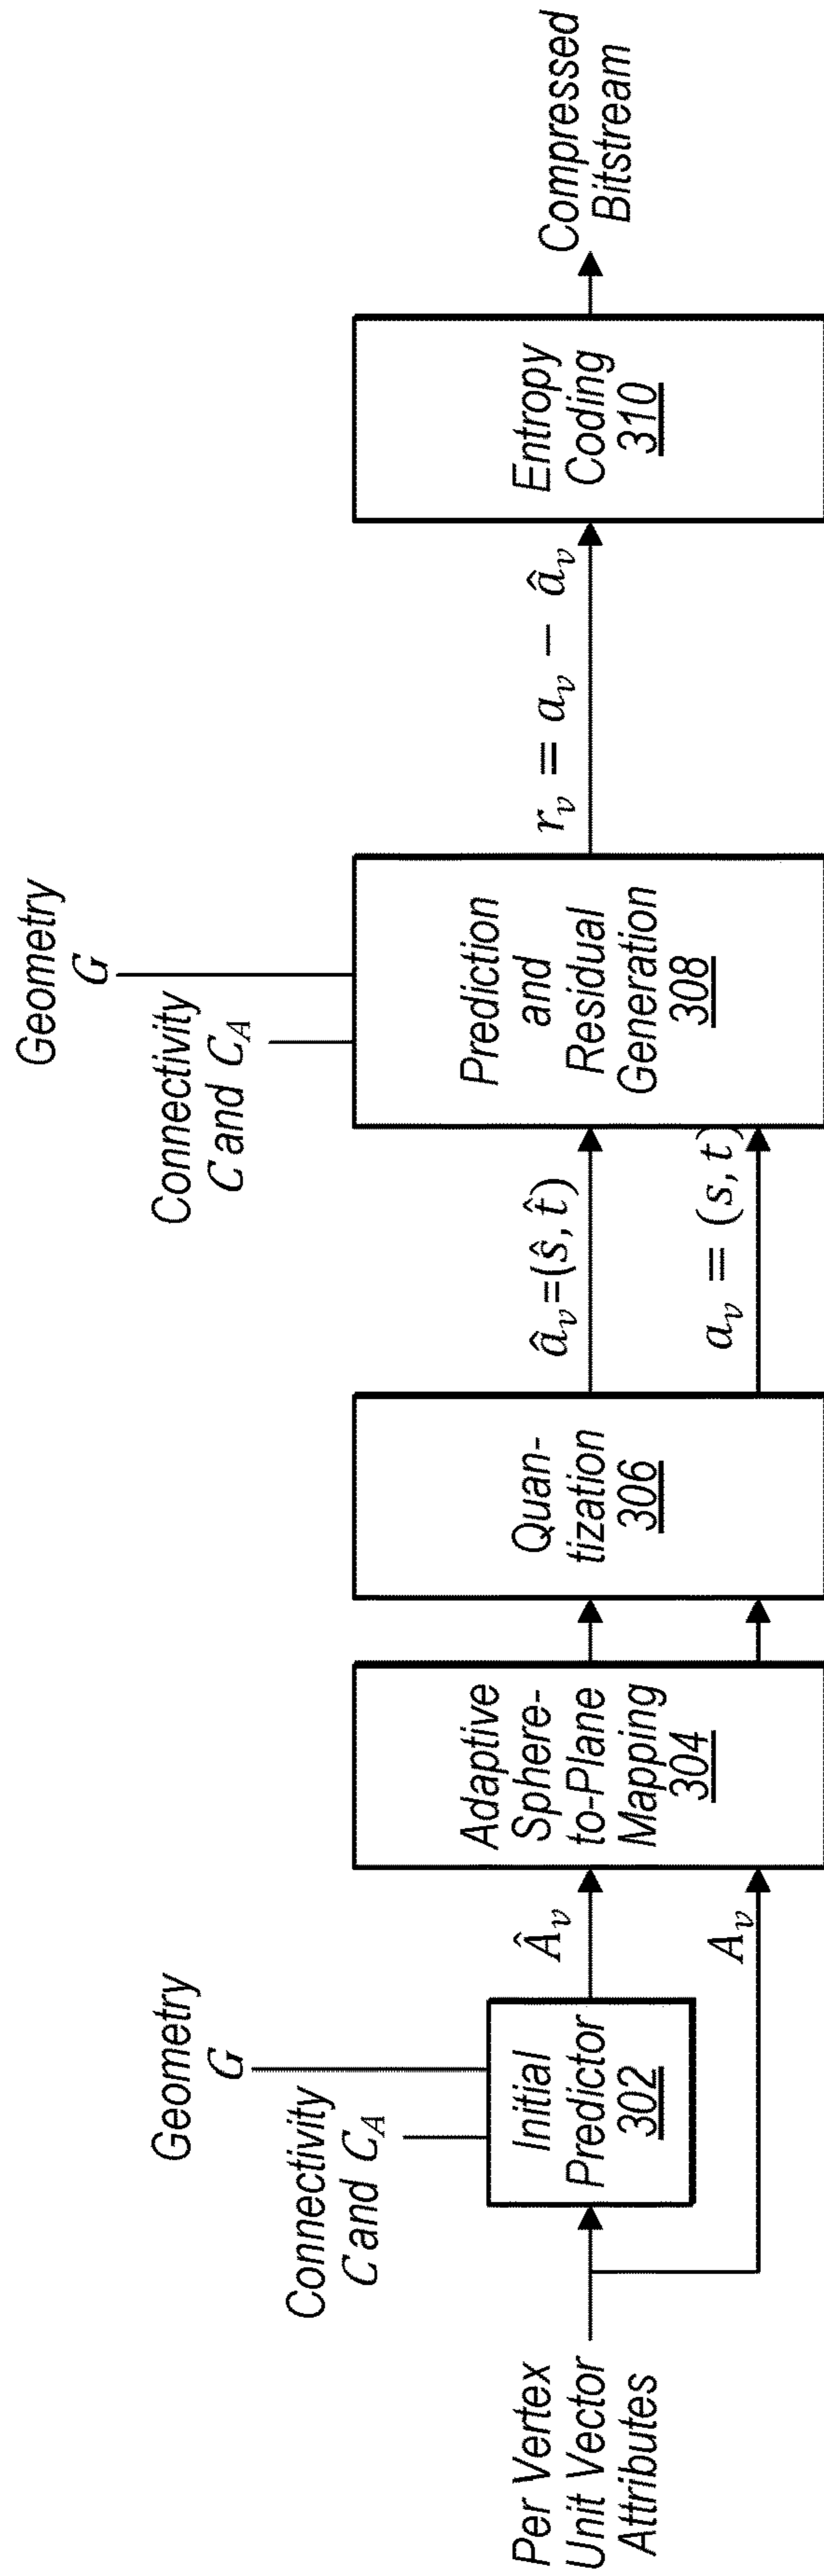 Per Vertex
Unit Vector
Attributes
Geometry
G
Connectivity
C and C_A
Initial
Predictor
302
Â_v
A_v
Adaptive
Sphere-
to-Plane
Mapping
304
Quan-
tization
306
â_v=(ŝ, t̂)
a_v = (s, t)
Geometry
G
Connectivity
C and C_A
Prediction
and
Residual
Generation
308
r_v = a_v − â_v
Entropy
Coding
310
Compressed
Bitstream